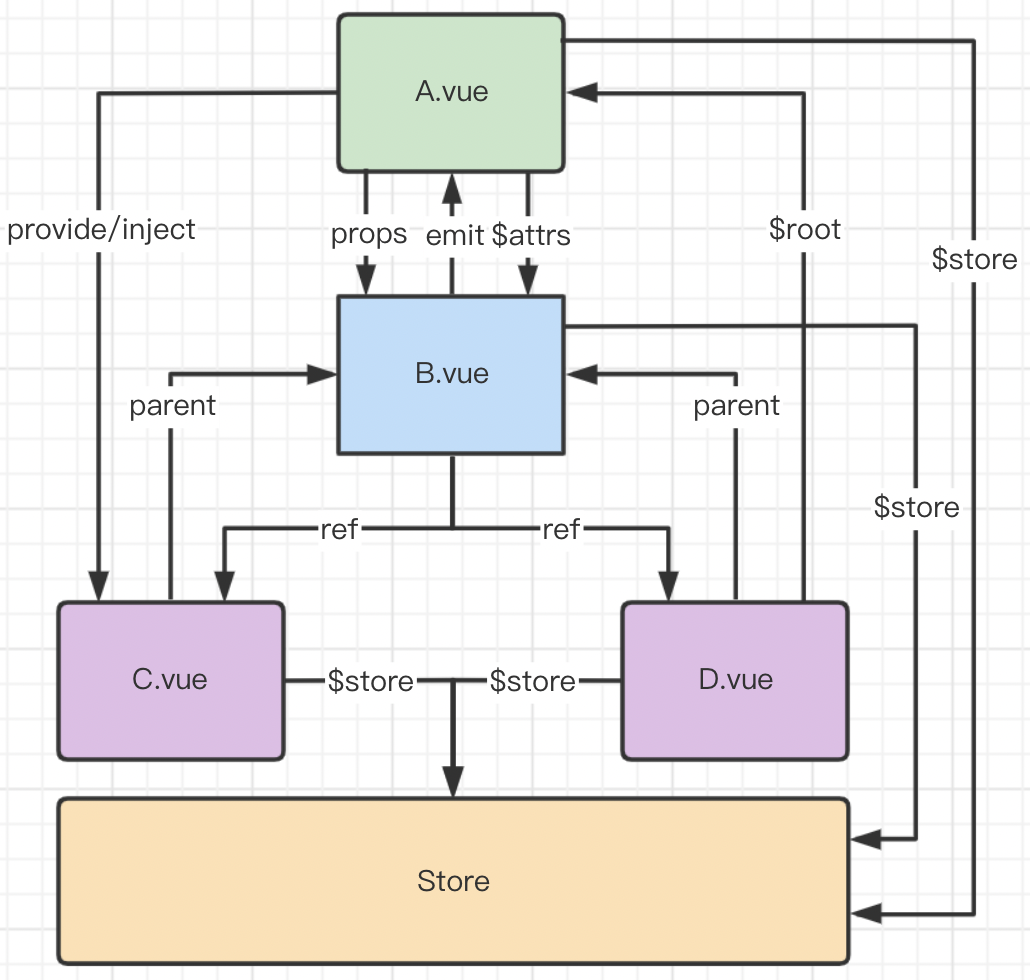 A.vue
provide/inject
props
emit
$attrs
$root
$store
B.vue
parent
parent
$store
ref
ref
C.vue
$store
$store
D.vue
Store